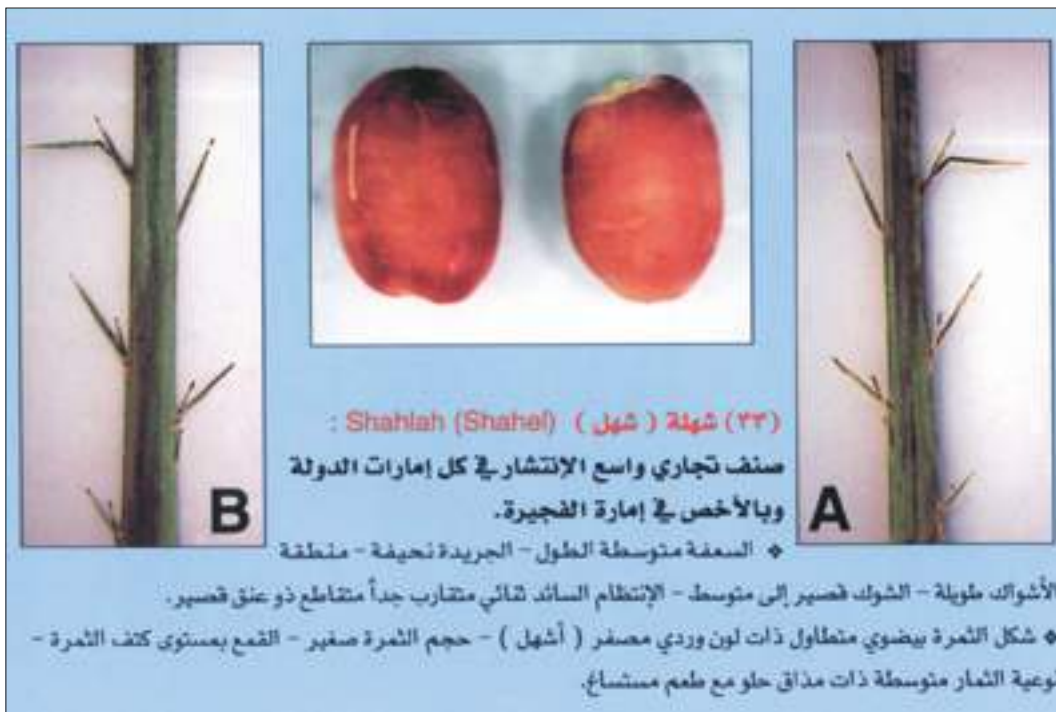 B
A
(٣٣) شهلة ( شهل ) Shahlah (Shahel) :
صنف تجاري واسع الإنتشار في كل إمارات الدولة
وبالأخص في إمارة الفجيرة.
❖ السعفة متوسطة الطول - الجريدة نحيفة - منطقة
الأشواك طويلة - الشوك قصير إلى متوسط - الإنتظام السائد ثنائي متقارب جداً متقاطع ذو عنق قصير.
❖ شكل الثمرة بيضوي متطاول ذات لون وردي مصفر ( أشهل ) - حجم الثمرة صغير - القمع بمستوى كتف الثمرة -
نوعية الثمار متوسطة ذات مذاق حلو مع طعم مستساغ.